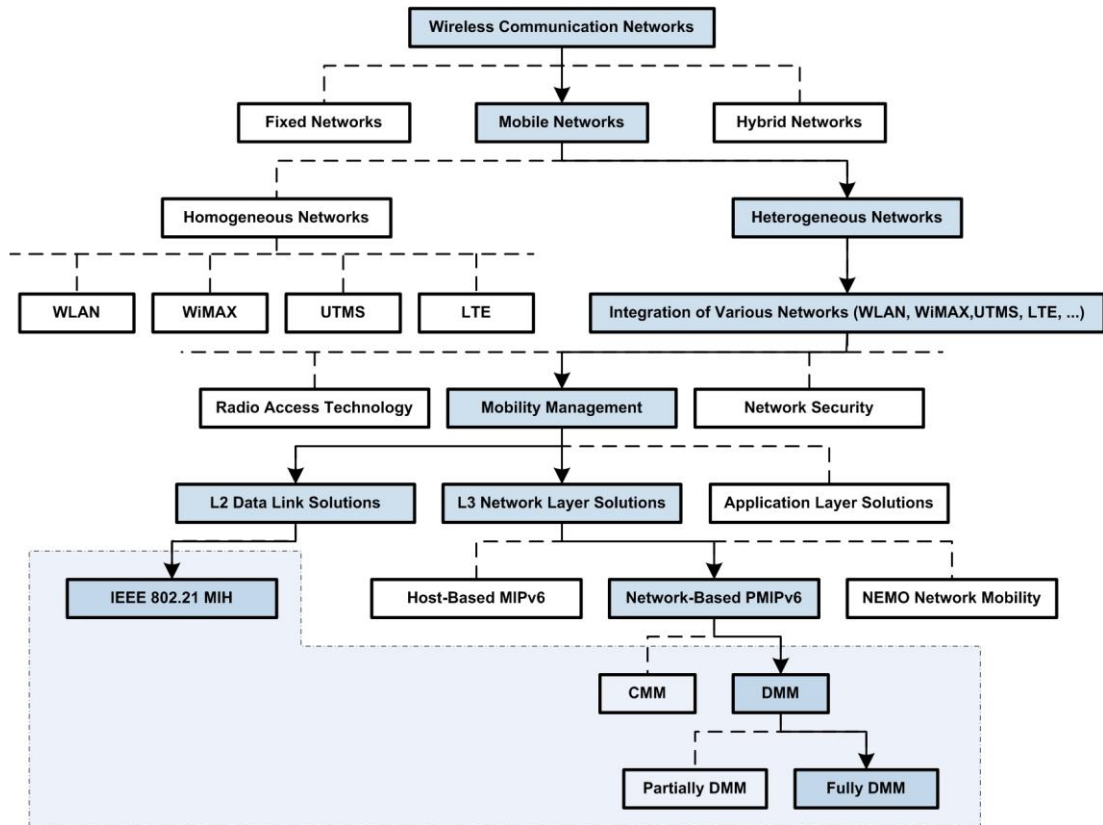 Wireless Communication Networks
Fixed Networks
Mobile Networks
Hybrid Networks
Homogeneous Networks
Heterogeneous Networks
WLAN
WiMAX
UTMS
LTE
Integration of Various Networks (WLAN, WiMAX,UTMS, LTE, ...)
Radio Access Technology
Mobility Management
Network Security
L2 Data Link Solutions
L3 Network Layer Solutions
Application Layer Solutions
IEEE 802.21 MIH
Host-Based MIPv6
Network-Based PMIPv6
NEMO Network Mobility
CMM
DMM
Partially DMM
Fully DMM